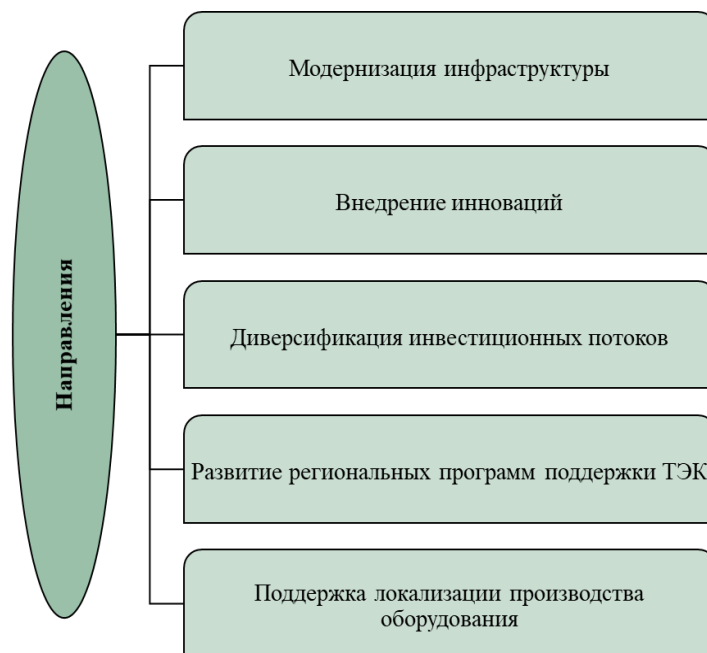 Направления
Модернизация инфраструктуры
Внедрение инноваций
Диверсификация инвестиционных потоков
Развитие региональных программ поддержки ТЭК
Поддержка локализации производства
оборудования